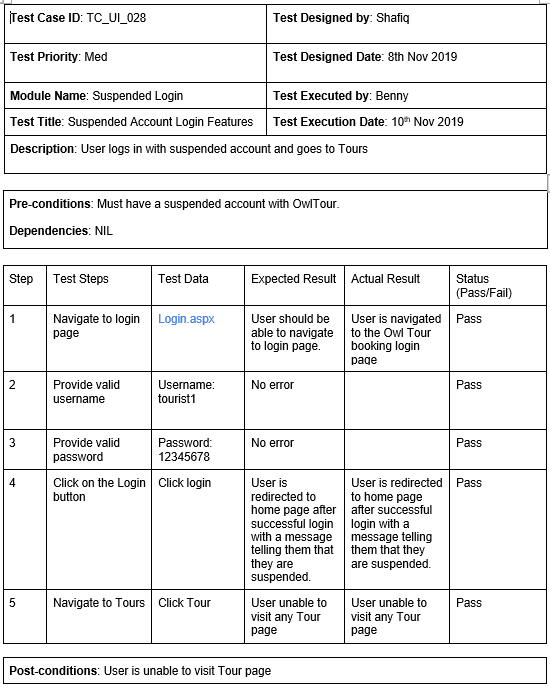 Test Case ID: TC_UI_028
Test Designed by: Shafiq
Test Priority: Med
Test Designed Date: 8th Nov 2019
Module Name: Suspended Login
Test Executed by: Benny
Test Title: Suspended Account Login Features
Test Execution Date: 10th Nov 2019
Description: User logs in with suspended account and goes to Tours
Pre-conditions: Must have a suspended account with OwlTour.
Dependencies: NIL
Step
Test Steps
Test Data
Expected Result
Actual Result
Status
(Pass/Fail)
1
Navigate to login
page
Login.aspx
User should be
able to navigate
to login page.
User is navigated
to the Owl Tour
booking login
page
Pass
2
Provide valid
username
Username:
tourist1
No error
Pass
3
Provide valid
password
Password:
12345678
No error
Pass
4
Click on the Login
button
Click login
User is
redirected to
home page after
successful login
with a message
telling them that
they are
suspended.
User is redirected
to home page
after successful
login with a
message telling
them that they
are suspended.
Pass
5
Navigate to Tours
Click Tour
User unable to
visit any Tour
page
User unable to
visit any Tour
page
Pass
Post-conditions: User is unable to visit Tour page